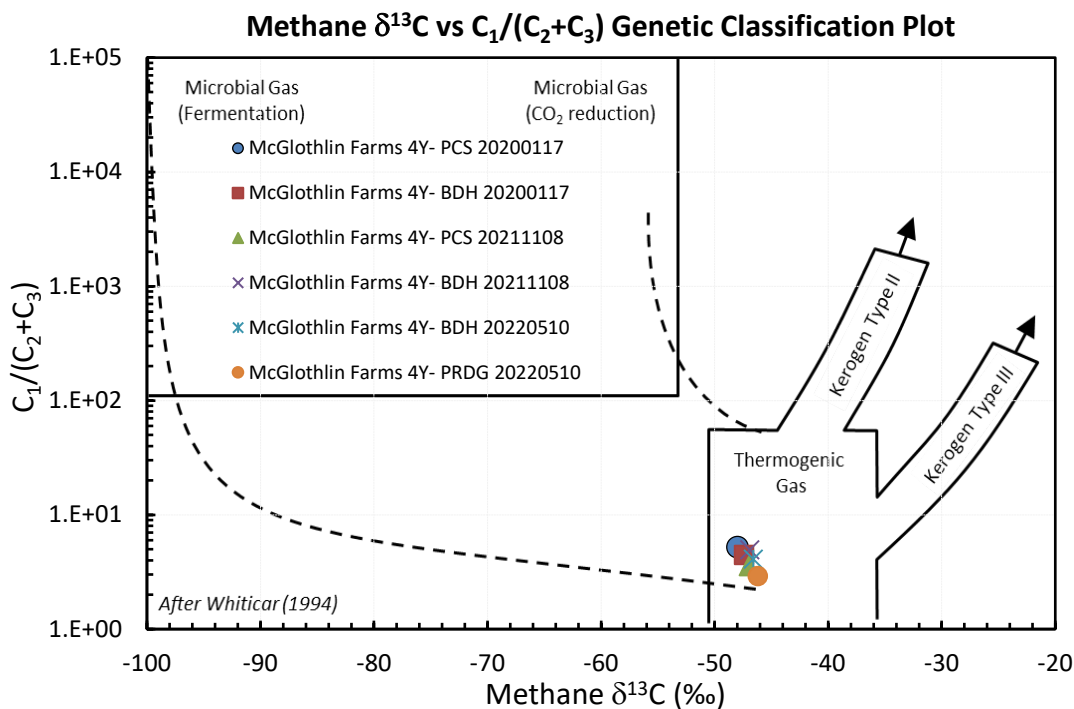 Methane δ¹³C vs C₁/(C₂+C₃) Genetic Classification Plot
C₁/(C₂+C₃)
1.E+05
1.E+04
1.E+03
1.E+02
1.E+01
1.E+00
Microbial Gas
(Fermentation)
Microbial Gas
(CO₂ reduction)
McGlothlin Farms 4Y- PCS 20200117
McGlothlin Farms 4Y- BDH 20200117
McGlothlin Farms 4Y- PCS 20211108
McGlothlin Farms 4Y- BDH 20211108
McGlothlin Farms 4Y- BDH 20220510
McGlothlin Farms 4Y- PRDG 20220510
Kerogen Type II
Kerogen Type III
Thermogenic
Gas
After Whiticar (1994)
-100 -90 -80 -70 -60 -50 -40 -30 -20
Methane δ¹³C (‰)